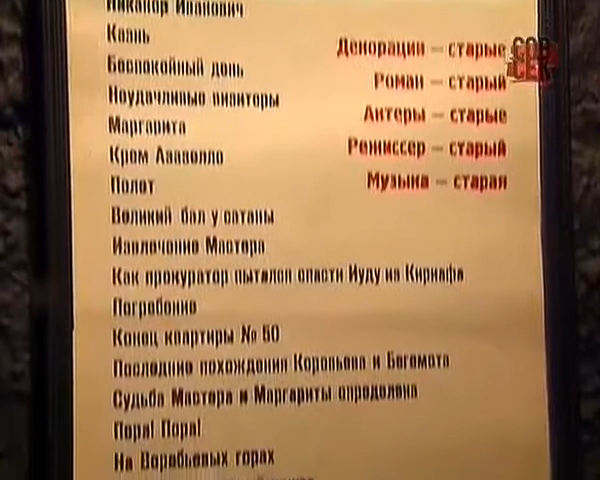 Никанор Иванович
Казнь
Беспокойный день
Неудачливые визитеры
Маргарита
Крем Азазелло
Полет
Великий бал у сатаны
Извлечение Мастера
Как прокуратор пытался спасти Иуду из Кириафа
Погребение
Конец квартиры № 50
Последние похождения Коровьева и Бегемота
Судьба Мастера и Маргариты определена
Пора! Пора!
На Воробьевых горах
Декорации – старые
Роман – старый
Актеры – старые
Режиссер – старый
Музыка – старая
СОВ
СЕК